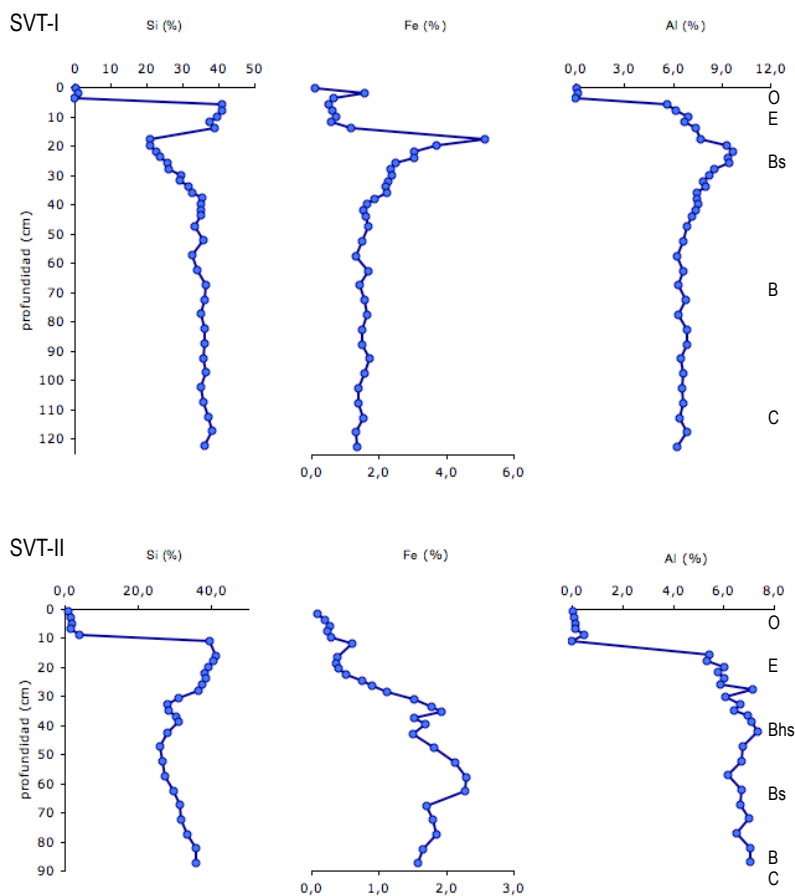 SVT-I
Si (%)
Fe (%)
Al (%)
0 10 20 30 40 50
0,0 3,0 6,0 9,0 12,0
0
10
20
30
40
50
60
70
80
90
100
110
120
profundidad (cm)
0,0 2,0 4,0 6,0
O
E
Bs
B
C
SVT-II
Si (%)
Fe (%)
Al (%)
0,0 20,0 40,0
0,0 2,0 4,0 6,0 8,0
0
10
20
30
40
50
60
70
80
90
profundidad (cm)
0,0 1,0 2,0 3,0
O
E
Bhs
Bs
B
C